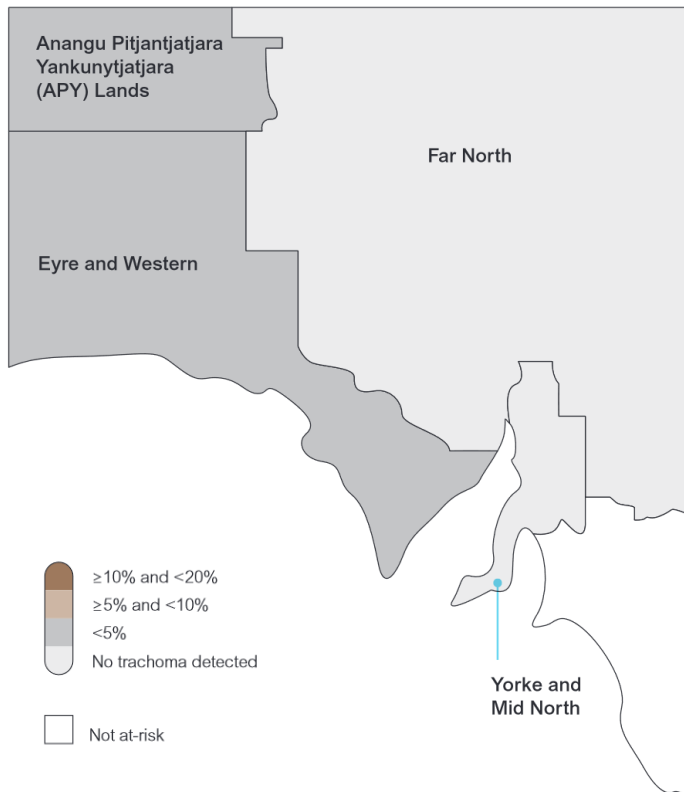 Anangu Pitjantjatjara
Yankunytjatjara
(APY) Lands
Far North
Eyre and Western
≥10% and <20%
≥5% and <10%
<5%
No trachoma detected
Not at-risk
Yorke and
Mid North